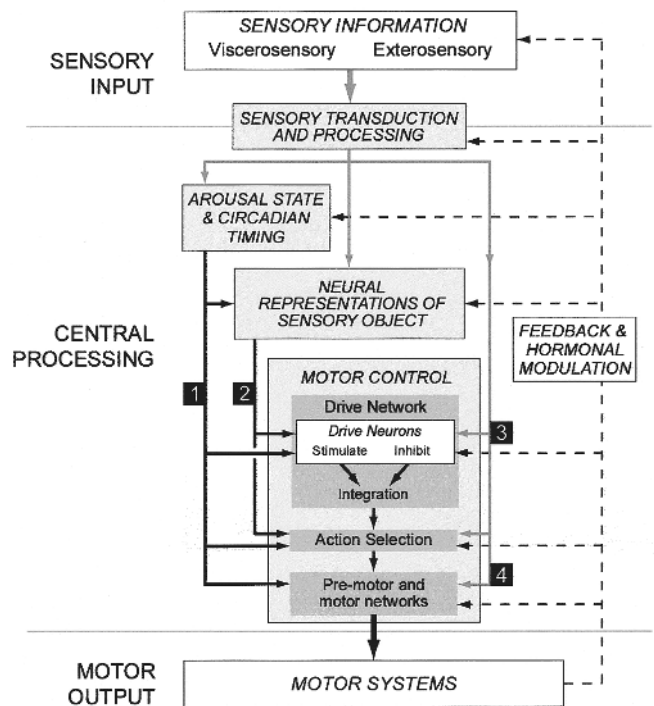 SENSORY INFORMATION
Viscerosensory Exterosensory
SENSORY
INPUT
SENSORY TRANSDUCTION
AND PROCESSING
AROUSAL STATE
& CIRCADIAN
TIMING
NEURAL
REPRESENTATIONS OF
SENSORY OBJECT
CENTRAL
PROCESSING
FEEDBACK &
HORMONAL
MODULATION
1
2
MOTOR CONTROL
Drive Network
Drive Neurons
Stimulate Inhibit
3
Integration
Action Selection
4
Pre-motor and
motor networks
MOTOR
OUTPUT
MOTOR SYSTEMS